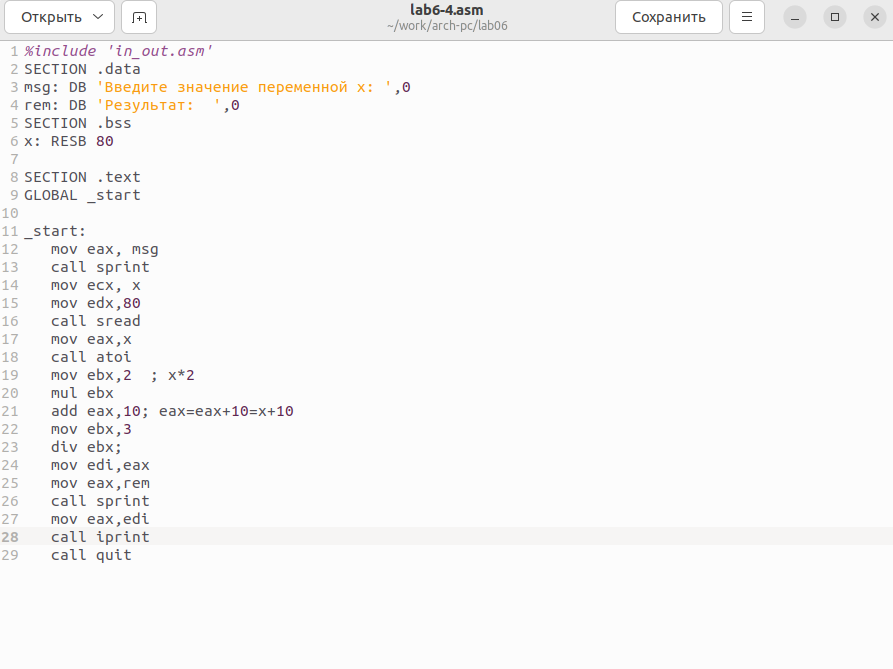 Открыть
lab6-4.asm
~/work/arch-pc/lab06
Сохранить
1 %include 'in_out.asm'
2 SECTION .data
3 msg: DB 'Введите значение переменной x: ',0
4 rem: DB 'Результат:  ',0
5 SECTION .bss
6 x: RESB 80
7
8 SECTION .text
9 GLOBAL _start
10
11 _start:
12    mov eax, msg
13    call sprint
14    mov ecx, x
15    mov edx,80
16    call sread
17    mov eax,x
18    call atoi
19    mov ebx,2  ; x*2
20    mul ebx
21    add eax,10; eax=eax+10=x+10
22    mov ebx,3
23    div ebx;
24    mov edi,eax
25    mov eax,rem
26    call sprint
27    mov eax,edi
28    call iprint
29    call quit